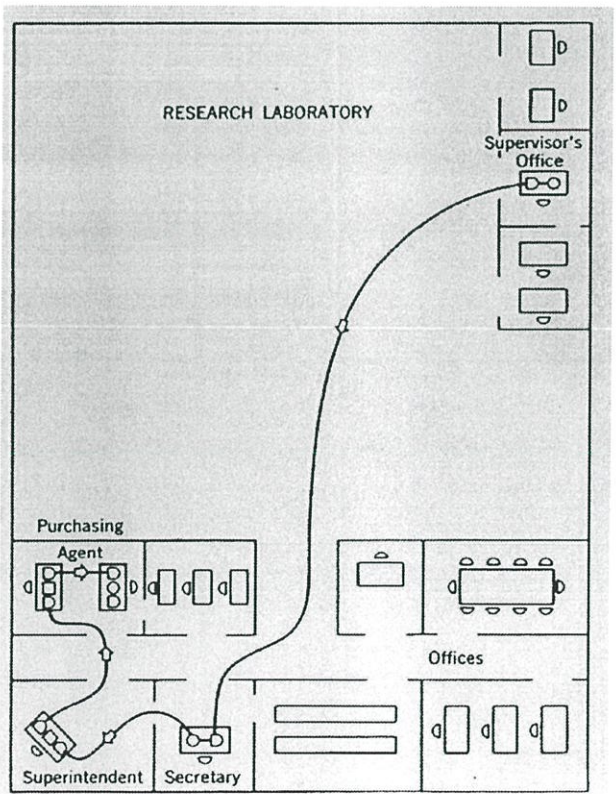 RESEARCH LABORATORY
Supervisor's
Office
Purchasing
Agent
Offices
Superintendent
Secretary